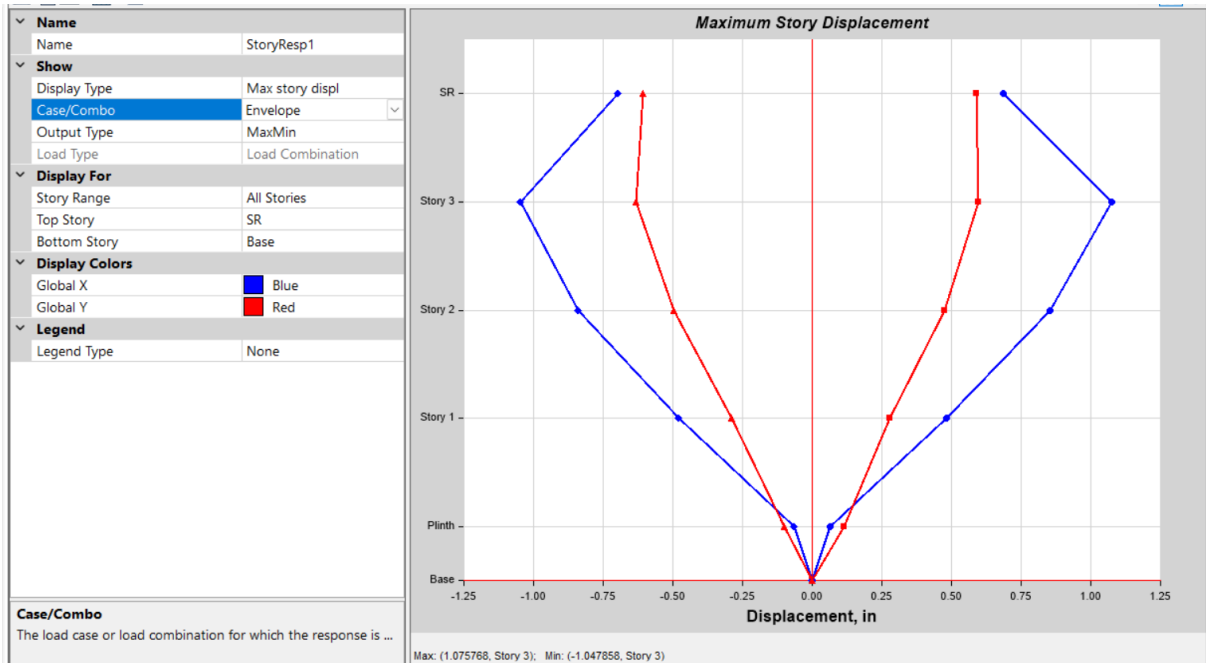 Name
Name StoryResp1
Show
Display Type Max story displ
Case/Combo Envelope
Output Type MaxMin
Load Type Load Combination
Display For
Story Range All Stories
Top Story SR
Bottom Story Base
Display Colors
Global X Blue
Global Y Red
Legend
Legend Type None
Case/Combo
The load case or load combination for which the response is ...
Maximum Story Displacement
SR
Story 3
Story 2
Story 1
Plinth
Base
-1.25 -1.00 -0.75 -0.50 -0.25 0.00 0.25 0.50 0.75 1.00 1.25
Displacement, in
Max: (1.075768, Story 3); Min: (-1.047858, Story 3)